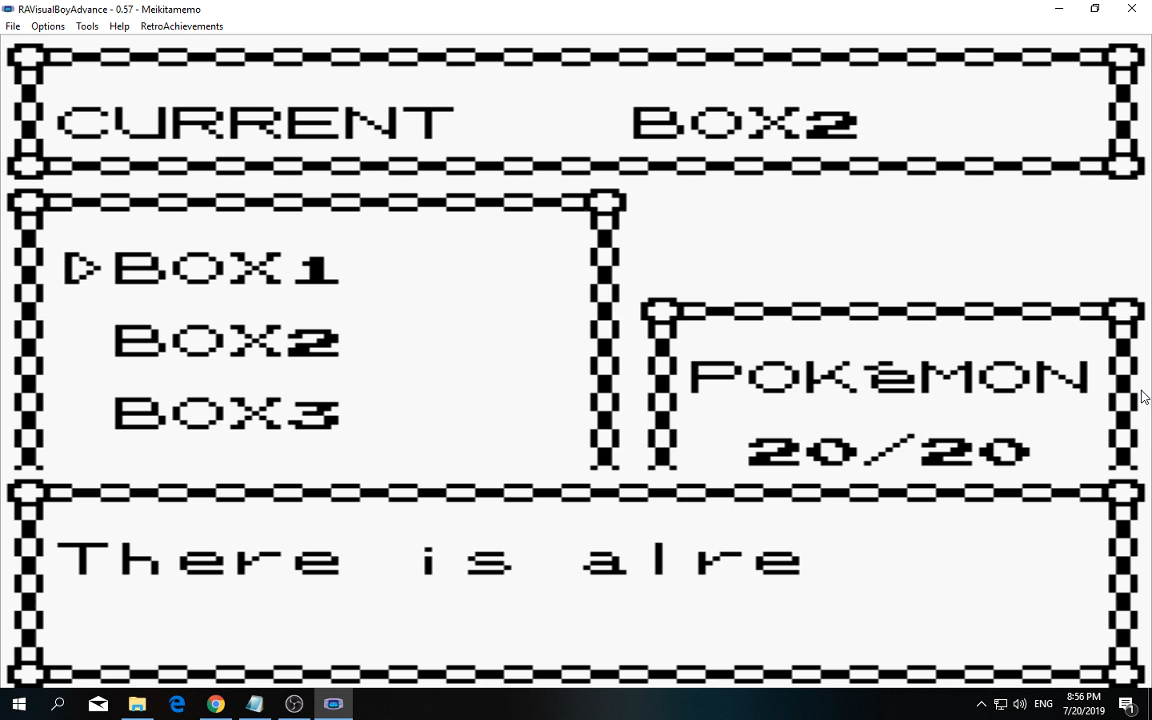 RAVisualBoyAdvance - 0.57 - Meikitamemo
File Options Tools Help RetroAchievements
CURRENT BOX2
BOX1
BOX2
BOX3
POKéMON
20/20
There is alre
ENG
8:56 PM
7/20/2019
1